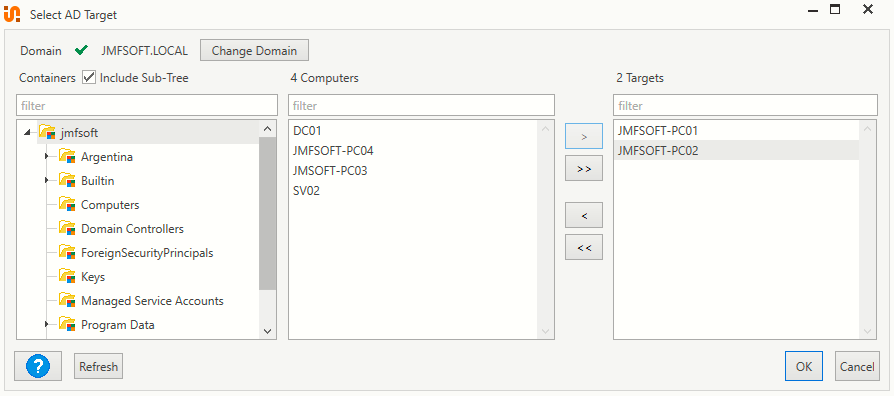 Select AD Target
Domain JMFSOFT.LOCAL Change Domain
Containers Include Sub-Tree
4 Computers
2 Targets
filter
filter
filter
jmfsoft
Argentina
Builtin
Computers
Domain Controllers
ForeignSecurityPrincipals
Keys
Managed Service Accounts
Program Data
DC01
JMFSOFT-PC04
JMSOFT-PC03
SV02
>
>>
<
<<
JMFSOFT-PC01
JMFSOFT-PC02
?
Refresh
OK
Cancel